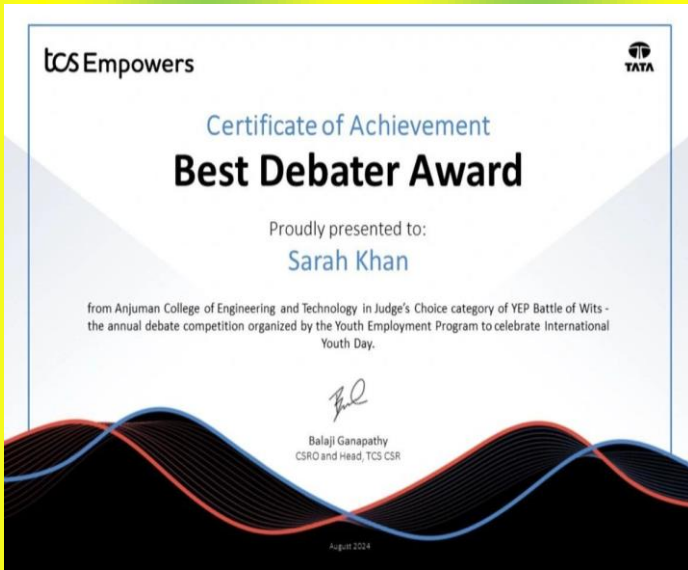 tcs Empowers
TATA
Certificate of Achievement
Best Debater Award
Proudly presented to:
Sarah Khan
from Anjuman College of Engineering and Technology in Judge's Choice category of YEP Battle of Wits -
the annual debate competition organized by the Youth Employment Program to celebrate International
Youth Day.
Balaji Ganapathy
CSRO and Head, TCS CSR
August 2024